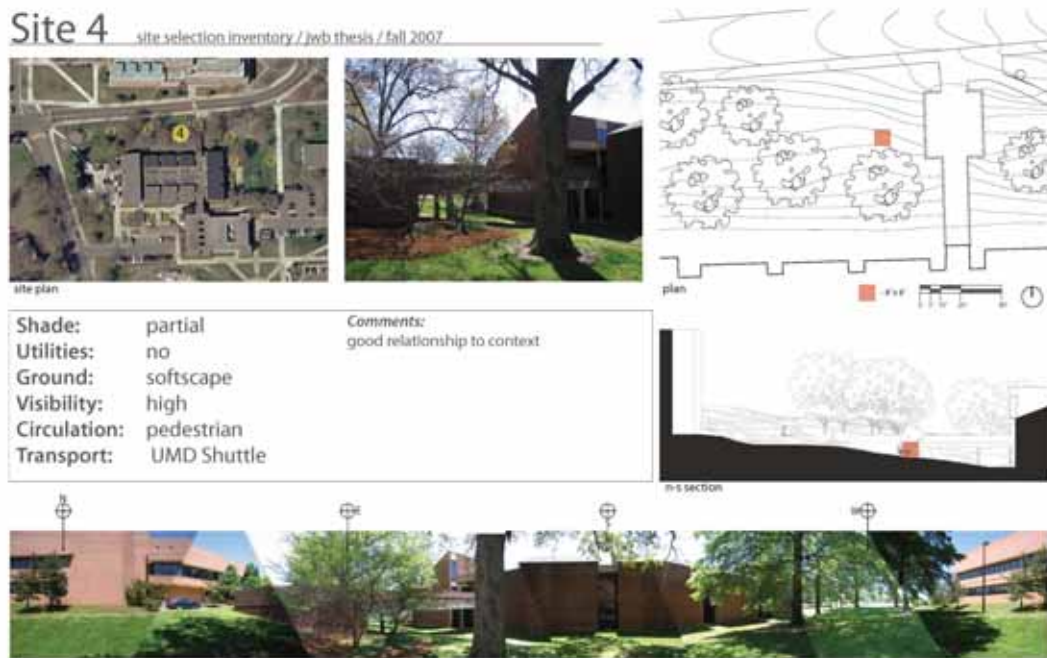 Site 4
site selection inventory / jwb thesis / fall 2007
4
site plan
plan
Shade: partial
Utilities: no
Ground: softscape
Visibility: high
Circulation: pedestrian
Transport: UMD Shuttle
Comments:
good relationship to context
n-s section
N
E
S
W